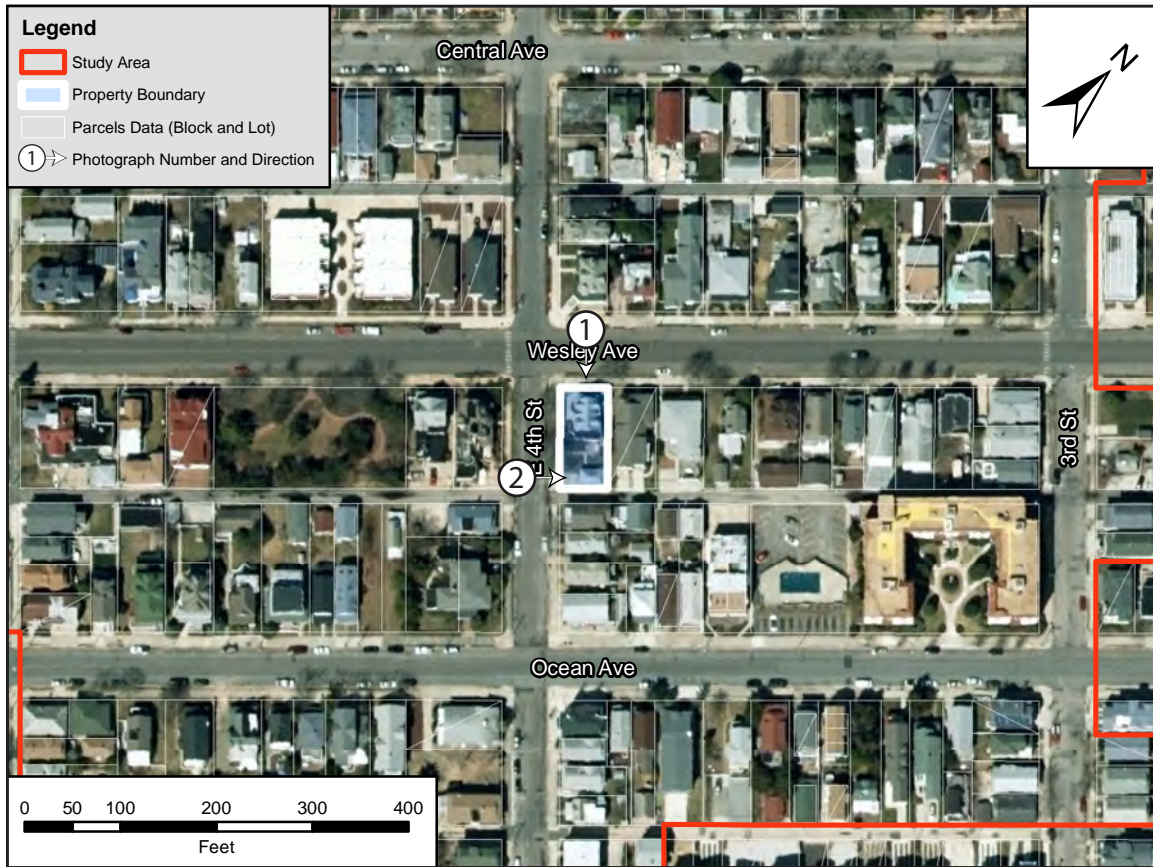 Legend
Study Area
Property Boundary
Parcels Data (Block and Lot)
1 Photograph Number and Direction
N
Central Ave
1
Wesley Ave
E 4th St
2
3rd St
Ocean Ave
0 50 100 200 300 400
Feet